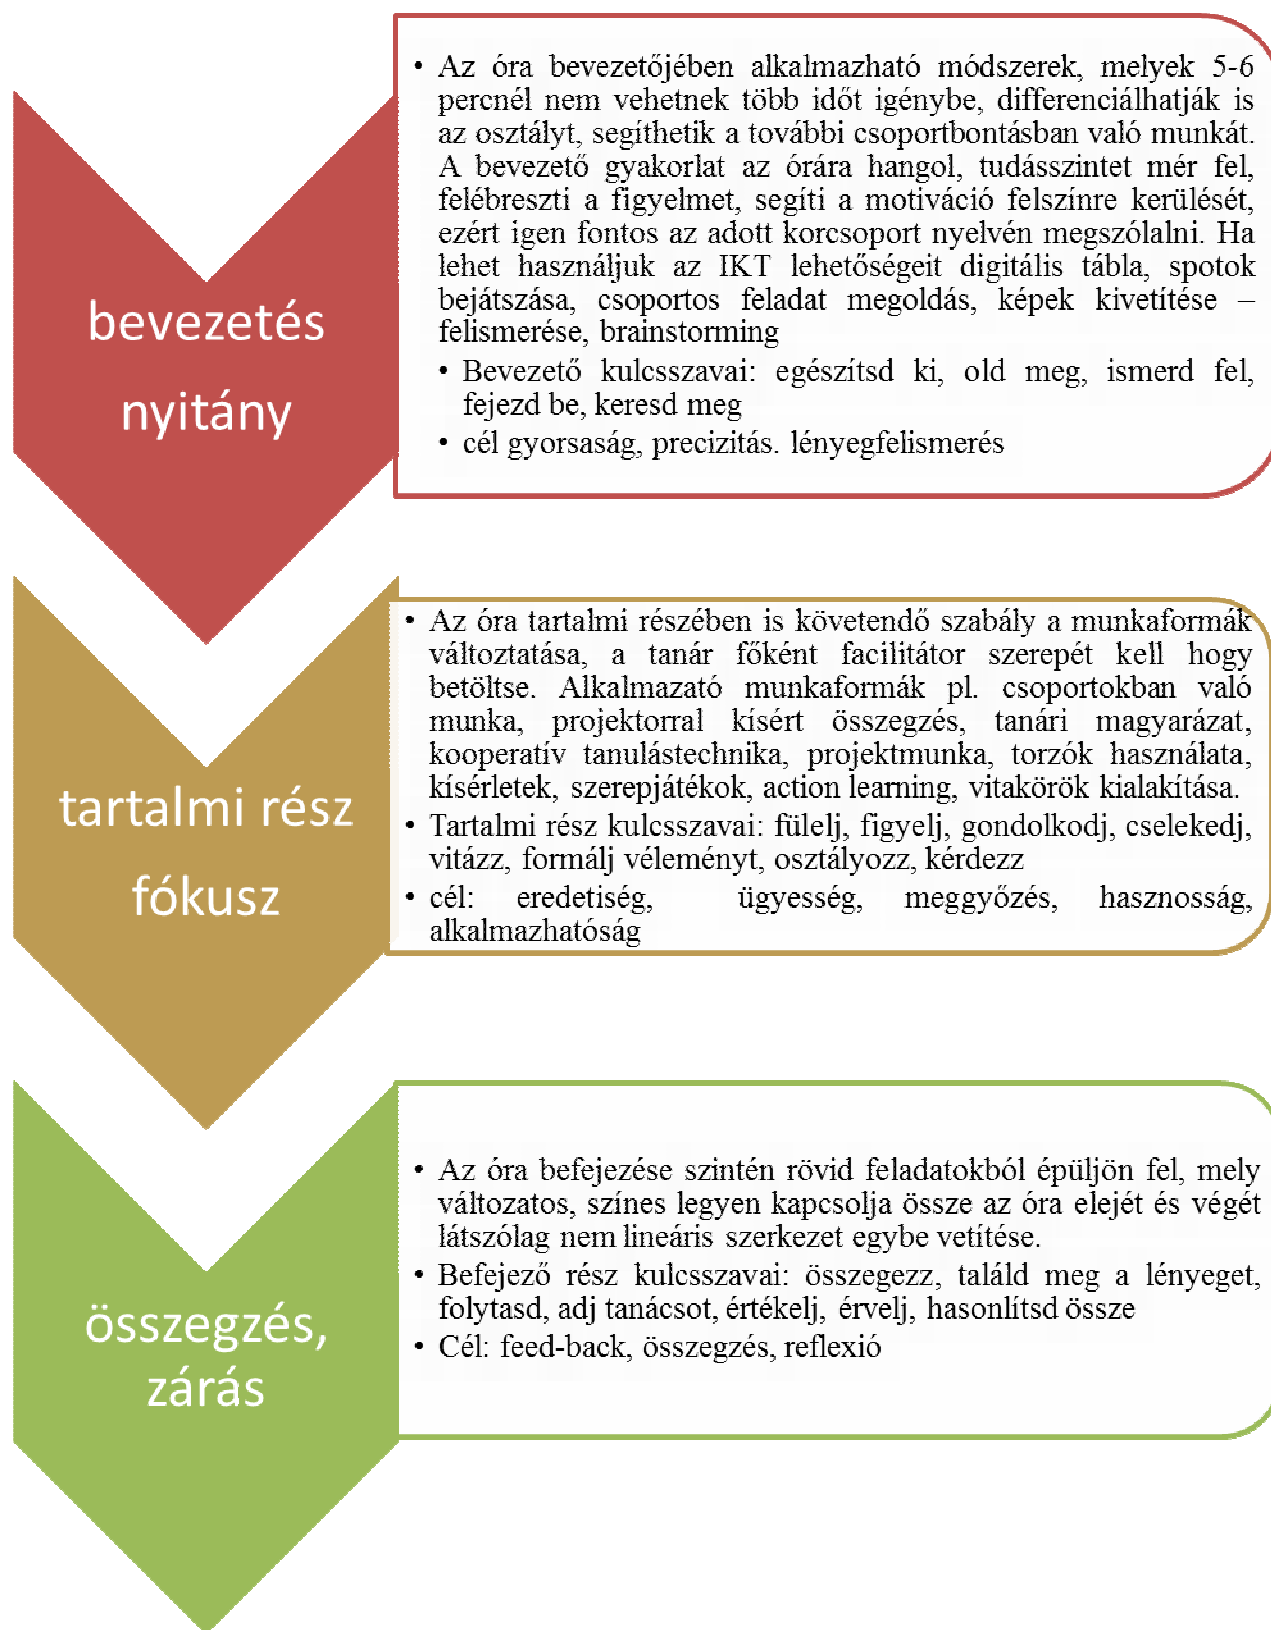 bevezetés
nyitány
• Az óra bevezetőjében alkalmazható módszerek, melyek 5-6
percnél nem vehetnek több időt igénybe, differenciálhatják is
az osztályt, segíthetik a további csoportbontásban való munkát.
A bevezető gyakorlat az órára hangol, tudásszintet mér fel,
felébreszti a figyelmet, segíti a motiváció felszínre kerülését,
ezért igen fontos az adott korcsoport nyelvén megszólalni. Ha
lehet használjuk az IKT lehetőségeit digitális tábla, spotok
bejátszása, csoportos feladat megoldás, képek kivetítése –
felismerése, brainstorming
• Bevezető kulcsszavai: egészítsd ki, old meg, ismerd fel,
fejezd be, keresd meg
• cél gyorsaság, precizitás. lényegfelismerés
tartalmi rész
fókusz
• Az óra tartalmi részében is követendő szabály a munkaformák
változtatása, a tanár főként facilitátor szerepét kell hogy
betöltse. Alkalmazató munkaformák pl. csoportokban való
munka, projektorral kísért összegzés, tanári magyarázat,
kooperatív tanulástechnika, projektmunka, torzók használata,
kísérletek, szerepjátékok, action learning, vitakörök kialakítása.
• Tartalmi rész kulcsszavai: fülelj, figyelj, gondolkodj, cselekedj,
vitázz, formálj véleményt, osztályozz, kérdezz
• cél: eredetiség, ügyesség, meggyőzés, hasznosság,
alkalmazhatóság
összegzés,
zárás
• Az óra befejezése szintén rövid feladatokból épüljön fel, mely
változatos, színes legyen kapcsolja össze az óra elejét és végét
látszólag nem lineáris szerkezet egybe vetítése.
• Befejező rész kulcsszavai: összegezz, találd meg a lényeget,
folytasd, adj tanácsot, értékelj, érvelj, hasonlítsd össze
• Cél: feed-back, összegzés, reflexió